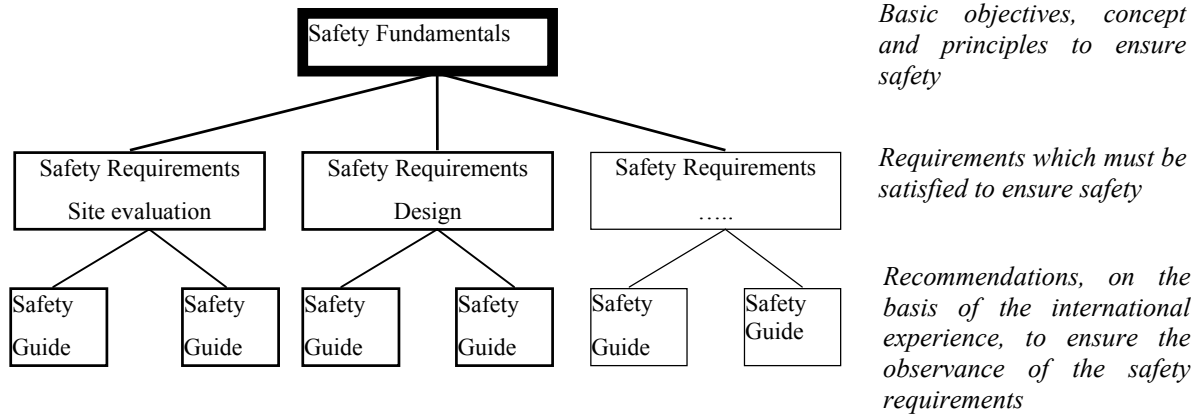 Safety Fundamentals
Basic objectives, concept
and principles to ensure
safety
Safety Requirements
Site evaluation
Safety Requirements
Design
Safety Requirements
…..
Requirements which must be
satisfied to ensure safety
Safety
Guide
Safety
Guide
Safety
Guide
Safety
Guide
Safety
Guide
Safety
Guide
Recommendations, on the
basis of the international
experience, to ensure the
observance of the safety
requirements